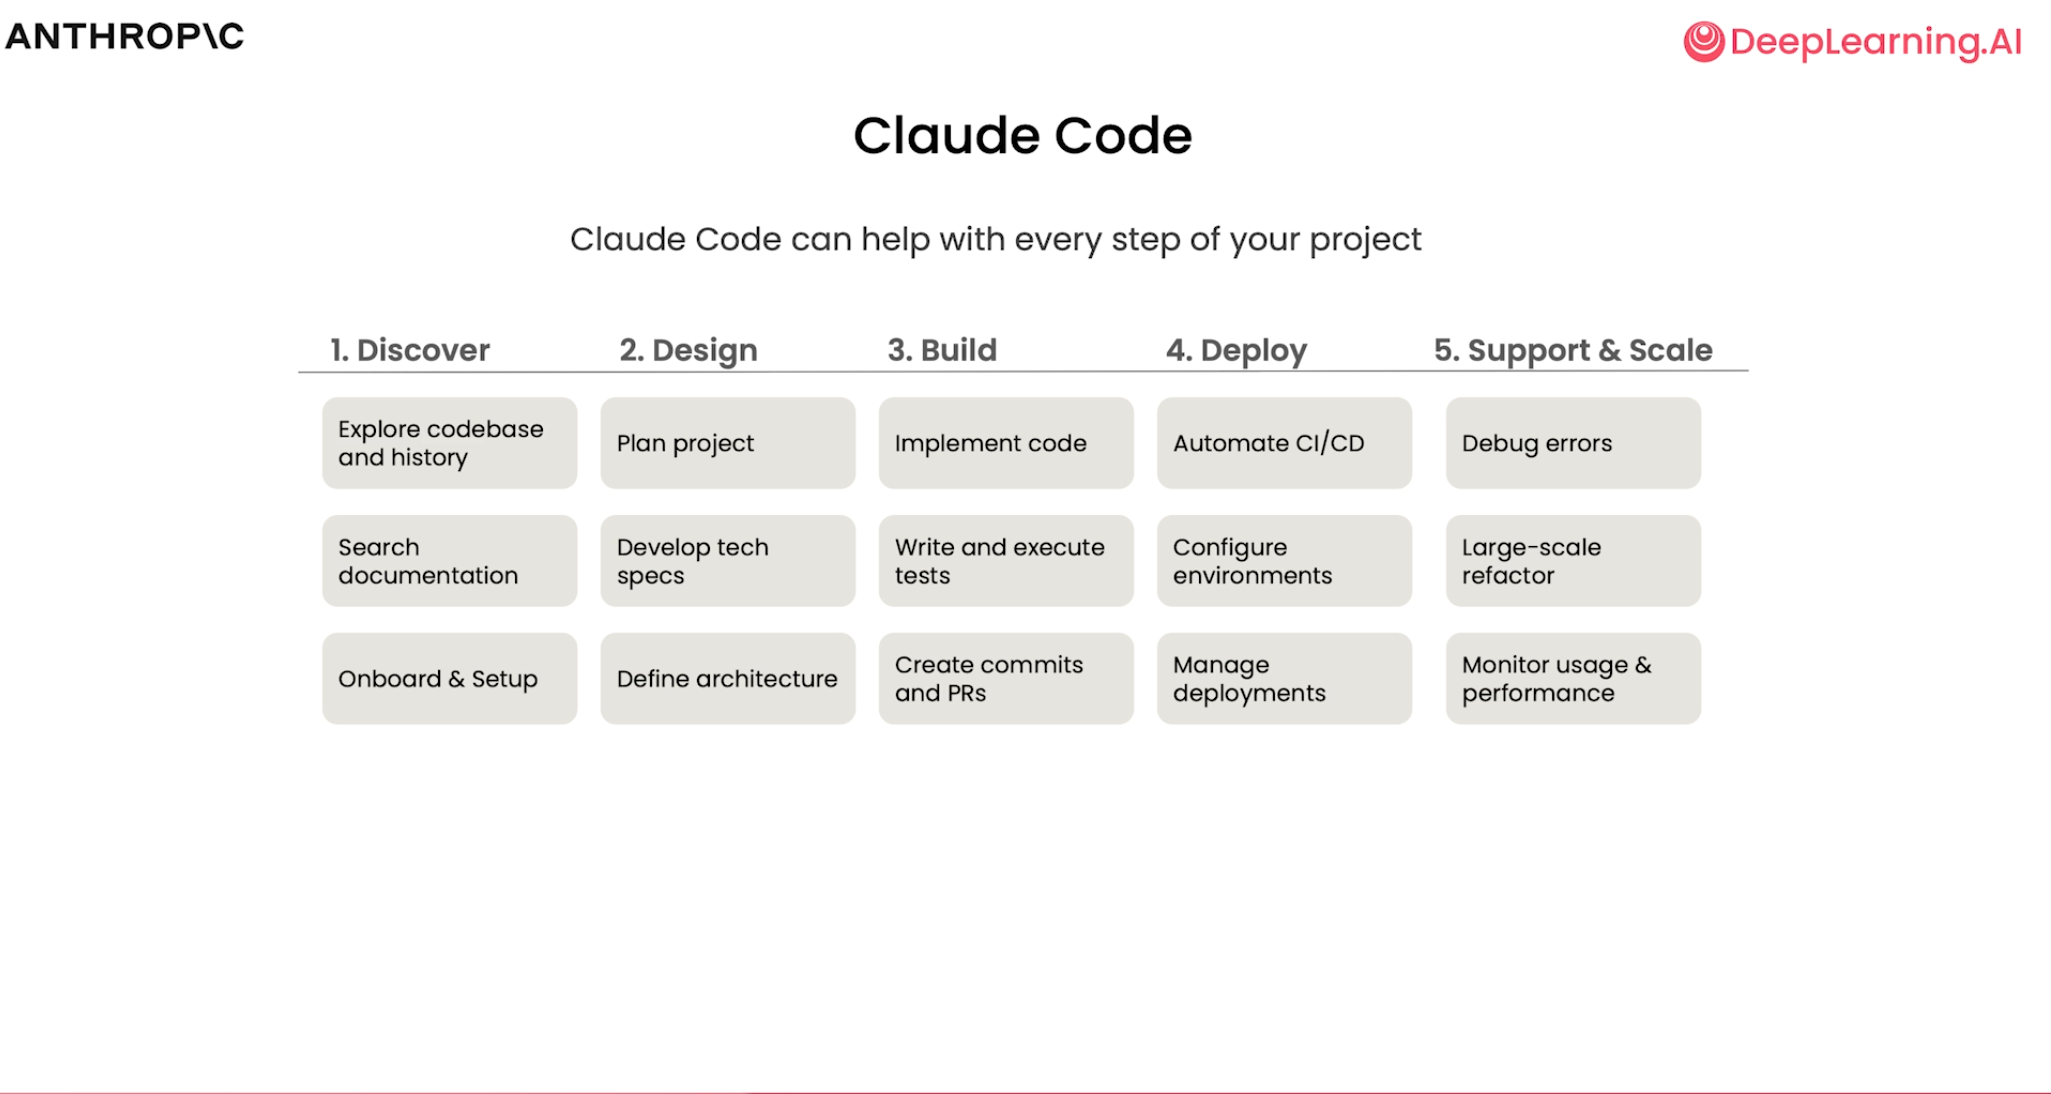 ANTHROP\C
DeepLearning.AI
Claude Code
Claude Code can help with every step of your project
1. Discover
2. Design
3. Build
4. Deploy
5. Support & Scale
Explore codebase
and history
Plan project
Implement code
Automate CI/CD
Debug errors
Search
documentation
Develop tech
specs
Write and execute
tests
Configure
environments
Large-scale
refactor
Onboard & Setup
Define architecture
Create commits
and PRs
Manage
deployments
Monitor usage &
performance